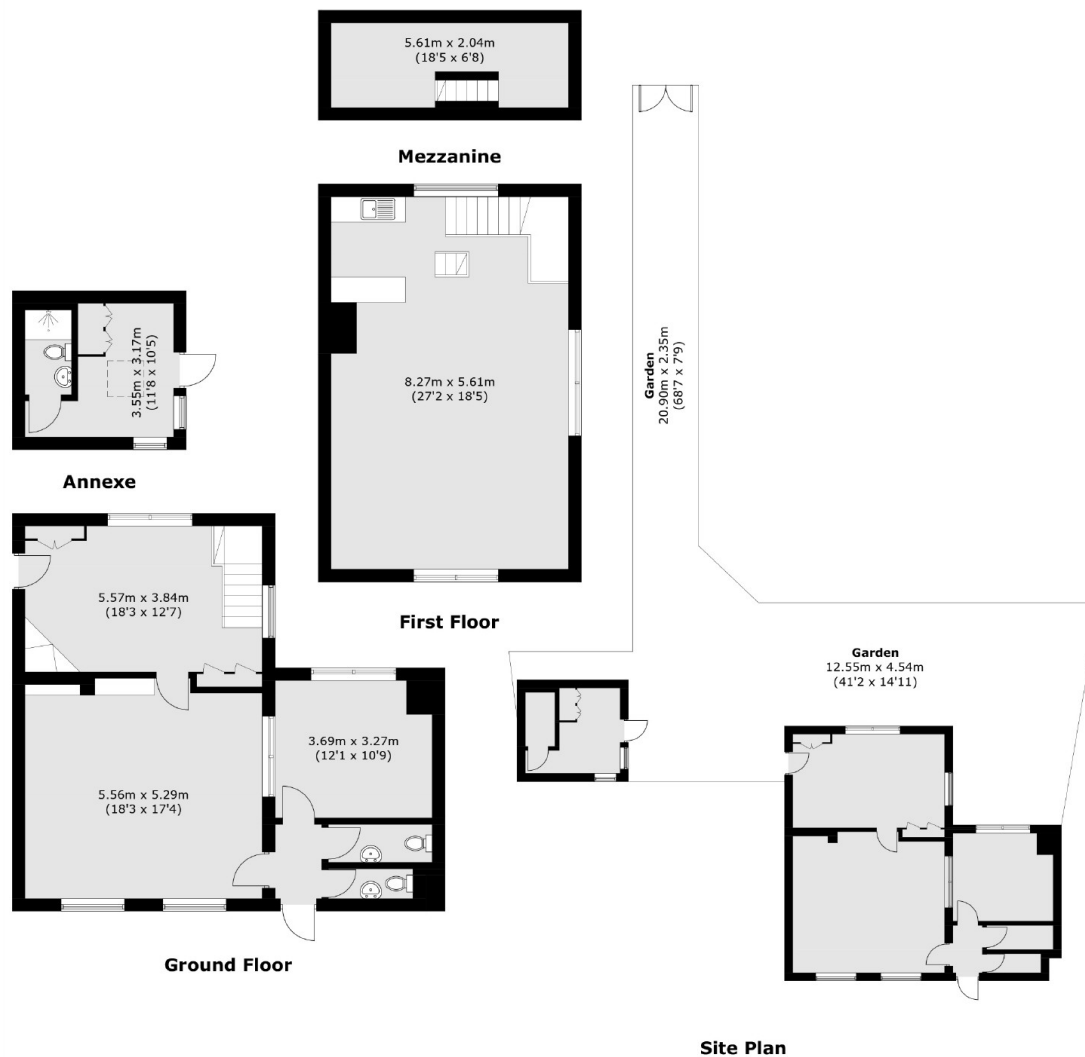 5.61m x 2.04m
(18'5 x 6'8)
Mezzanine
8.27m x 5.61m
(27'2 x 18'5)
First Floor
3.55m x 3.17m
(11'8 x 10'5)
Annexe
5.57m x 3.84m
(18'3 x 12'7)
3.69m x 3.27m
(12'1 x 10'9)
5.56m x 5.29m
(18'3 x 17'4)
Ground Floor
Garden
20.90m x 2.35m
(68'7 x 7'9)
Garden
12.55m x 4.54m
(41'2 x 14'11)
Site Plan